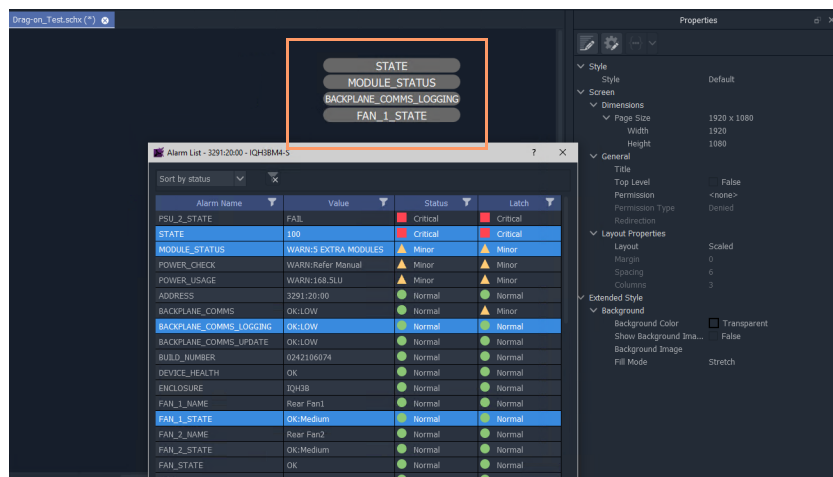 Drag-on_Test.schx (*)
Properties
STATE
MODULE_STATUS
BACKPLANE_COMMS_LOGGING
FAN_1_STATE
Style
Style Default
Screen
Dimensions
Page Size 1920 x 1080
Width 1920
Height 1080
General
Title
Top Level False
Permission <none>
Permission Type Denied
Redirection
Layout Properties
Layout Scaled
Margin 0
Spacing 6
Columns 3
Extended Style
Background
Background Color Transparent
Show Background Ima... False
Background Image
Fill Mode Stretch
Alarm List - 3291:20:00 - IQH3BM4-S ?
Sort by status
Alarm Name Value Status Latch
PSU_2_STATE FAIL Critical Critical
STATE 100 Critical Critical
MODULE_STATUS WARN:5 EXTRA MODULES Minor Minor
POWER_CHECK WARN:Refer Manual Minor Minor
POWER_USAGE WARN:168.5LU Minor Minor
ADDRESS 3291:20:00 Normal Normal
BACKPLANE_COMMS OK:LOW Normal Minor
BACKPLANE_COMMS_LOGGING OK:LOW Normal Normal
BACKPLANE_COMMS_UPDATE OK:LOW Normal Normal
BUILD_NUMBER 0242106074 Normal Normal
DEVICE_HEALTH OK Normal Normal
ENCLOSURE IQH3B Normal Normal
FAN_1_NAME Rear Fan1 Normal Normal
FAN_1_STATE OK:Medium Normal Normal
FAN_2_NAME Rear Fan2 Normal Normal
FAN_2_STATE OK:Medium Normal Normal
FAN_STATE OK Normal Normal